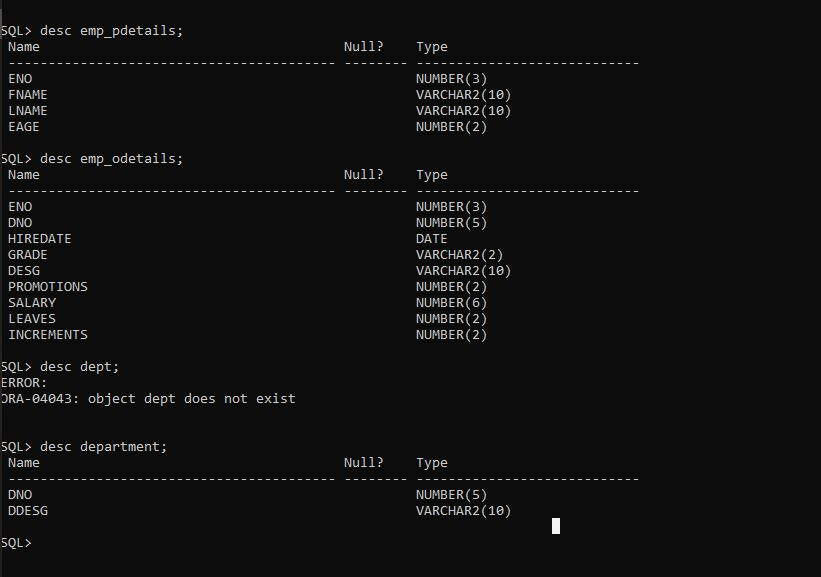 SQL> desc emp_pdetails;
Name Null? Type
----------------------------------------- -------- ----------------------------
ENO NUMBER(3)
FNAME VARCHAR2(10)
LNAME VARCHAR2(10)
EAGE NUMBER(2)
SQL> desc emp_odetails;
Name Null? Type
----------------------------------------- -------- ----------------------------
ENO NUMBER(3)
DNO NUMBER(5)
HIREDATE DATE
GRADE VARCHAR2(2)
DESG VARCHAR2(10)
PROMOTIONS NUMBER(2)
SALARY NUMBER(6)
LEAVES NUMBER(2)
INCREMENTS NUMBER(2)
SQL> desc dept;
ERROR:
ORA-04043: object dept does not exist
SQL> desc department;
Name Null? Type
----------------------------------------- -------- ----------------------------
DNO NUMBER(5)
DDESG VARCHAR2(10)
SQL>